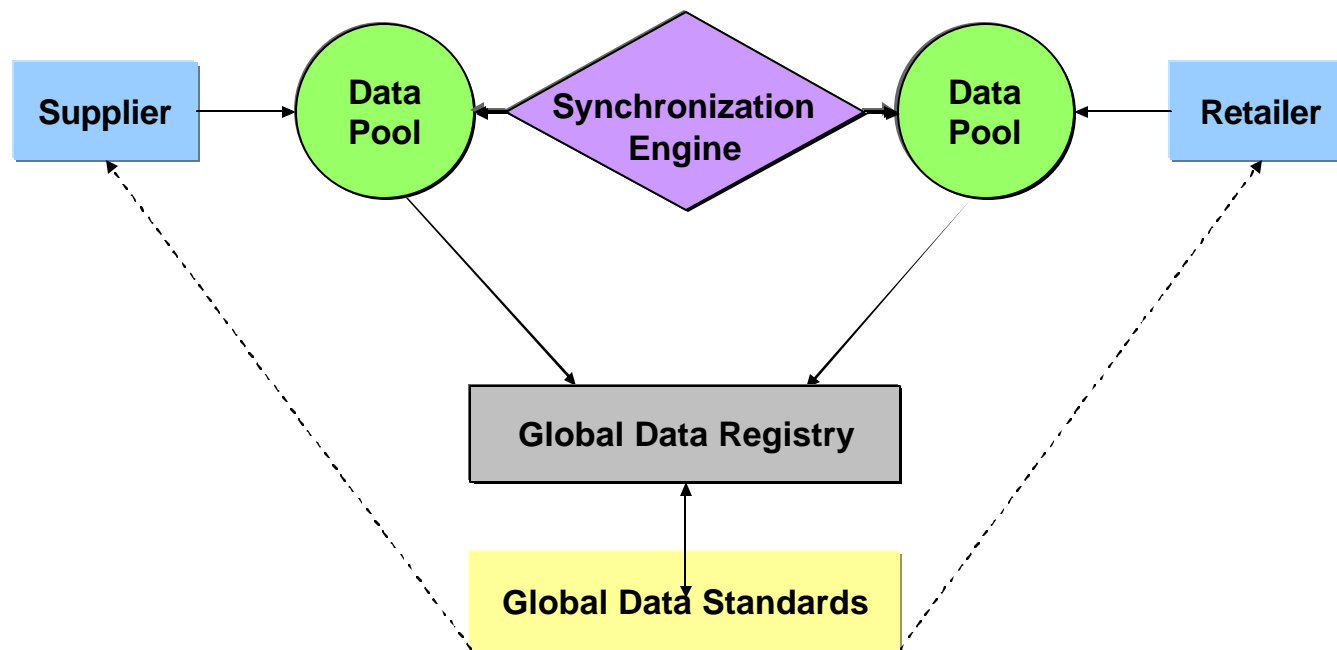 Supplier
Data
Pool
Synchronization
Engine
Data
Pool
Retailer
Global Data Registry
Global Data Standards